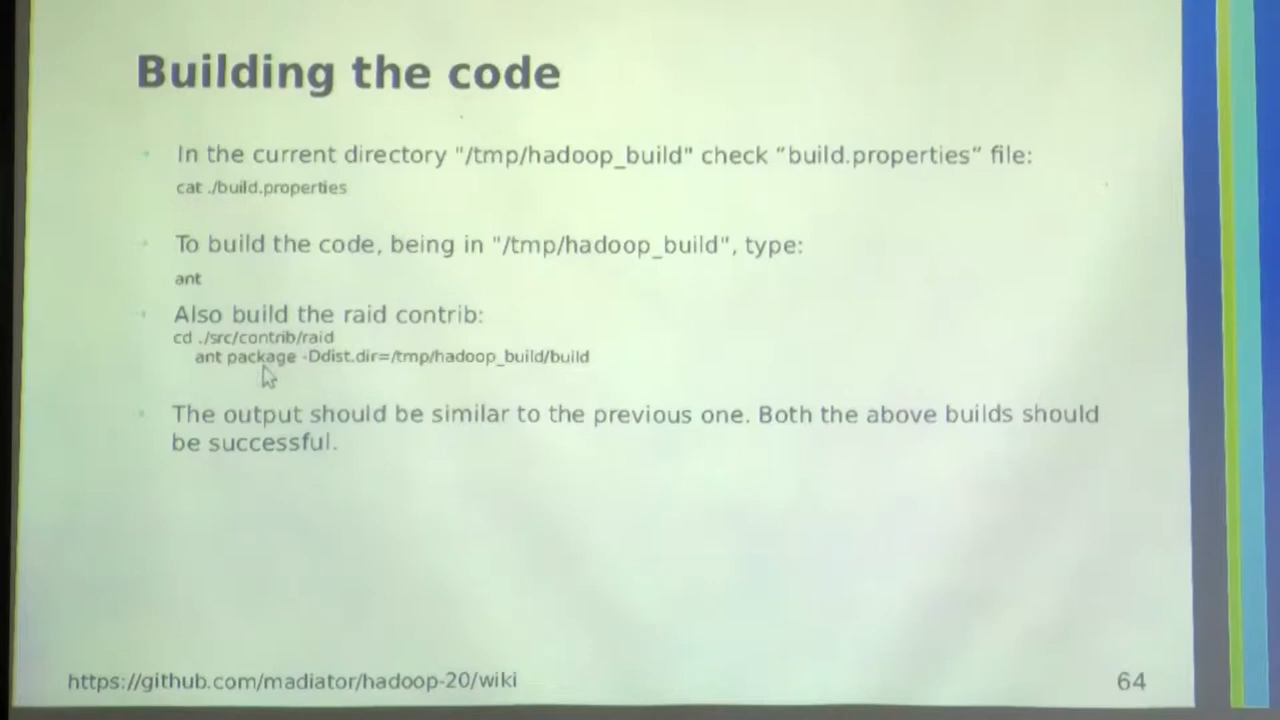 Building the code
In the current directory "/tmp/hadoop_build" check “build.properties” file:
cat ./build.properties
To build the code, being in "/tmp/hadoop_build", type:
ant
Also build the raid contrib:
cd ./src/contrib/raid
ant package -Ddist.dir=/tmp/hadoop_build/build
The output should be similar to the previous one. Both the above builds should
be successful.
https://github.com/madiator/hadoop-20/wiki
64